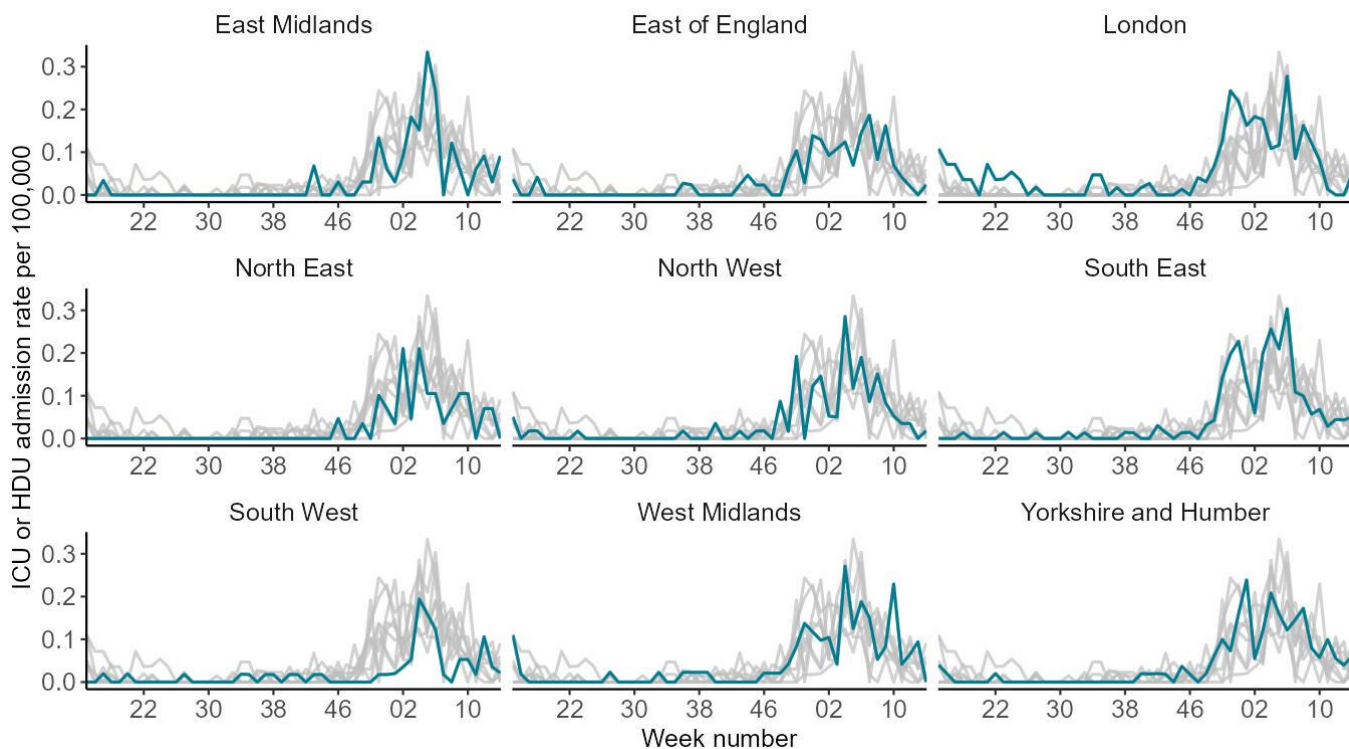 East Midlands
East of England
London
0.3
0.2
0.1
0.0
22 30 38 46 02 10
22 30 38 46 02 10
22 30 38 46 02 10
North East
North West
South East
0.3
0.2
0.1
0.0
22 30 38 46 02 10
22 30 38 46 02 10
22 30 38 46 02 10
South West
West Midlands
Yorkshire and Humber
0.3
0.2
0.1
0.0
22 30 38 46 02 10
22 30 38 46 02 10
22 30 38 46 02 10
ICU or HDU admission rate per 100,000
Week number